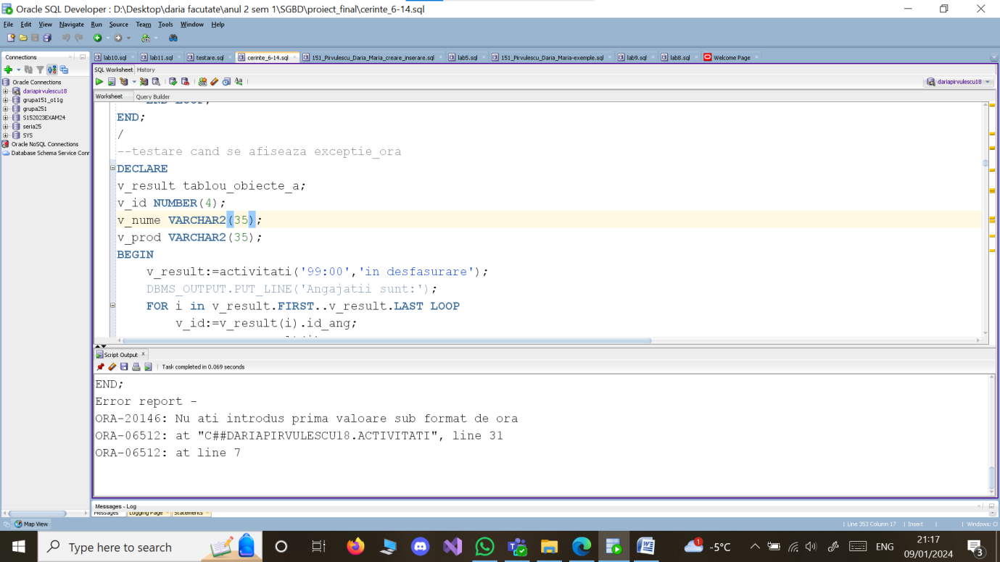 Oracle SQL Developer : D:\Desktop\daria facutate\anul 2 sem 1\SGBD\proiect_final\cerinte_6-14.sql
File Edit View Navigate Run Source Team Tools Window Help
Connections
lab10.sql lab11.sql testare.sql cerinte_6-14.sql 151_Pirvulescu_Daria_Maria_creare_inserare.sql lab5.sql 151_Pirvulescu_Daria_Maria-exemple.sql lab9.sql lab8.sql Welcome Page
SQL Worksheet History
dariapirvulescu18
Worksheet Query Builder
Oracle Connections
dariapirvulescu18
grupa151_o11g
grupa251
S152023EXAM24
seria25
SYS
Oracle NoSQL Connections
Database Schema Service Conn
END LOOP;
END;
/
--testare cand se afiseaza exceptie_ora
DECLARE
v_result tablou_obiecte_a;
v_id NUMBER(4);
v_nume VARCHAR2(35);
v_prod VARCHAR2(35);
BEGIN
v_result:=activitati('99:00','in desfasurare');
DBMS_OUTPUT.PUT_LINE('Angajatii sunt:');
FOR i in v_result.FIRST..v_result.LAST LOOP
v_id:=v_result(i).id_ang;
Script Output
Task completed in 0.069 seconds
END;
Error report -
ORA-20146: Nu ati introdus prima valoare sub format de ora
ORA-06512: at "C##DARIAPIRVULESCU18.ACTIVITATI", line 31
ORA-06512: at line 7
Messages - Log
Messages Logging Page Statements
Map View
Line 353 Column 17 Insert Windows:
Type here to search
1 -5°C ENG 21:17 3
09/01/2024